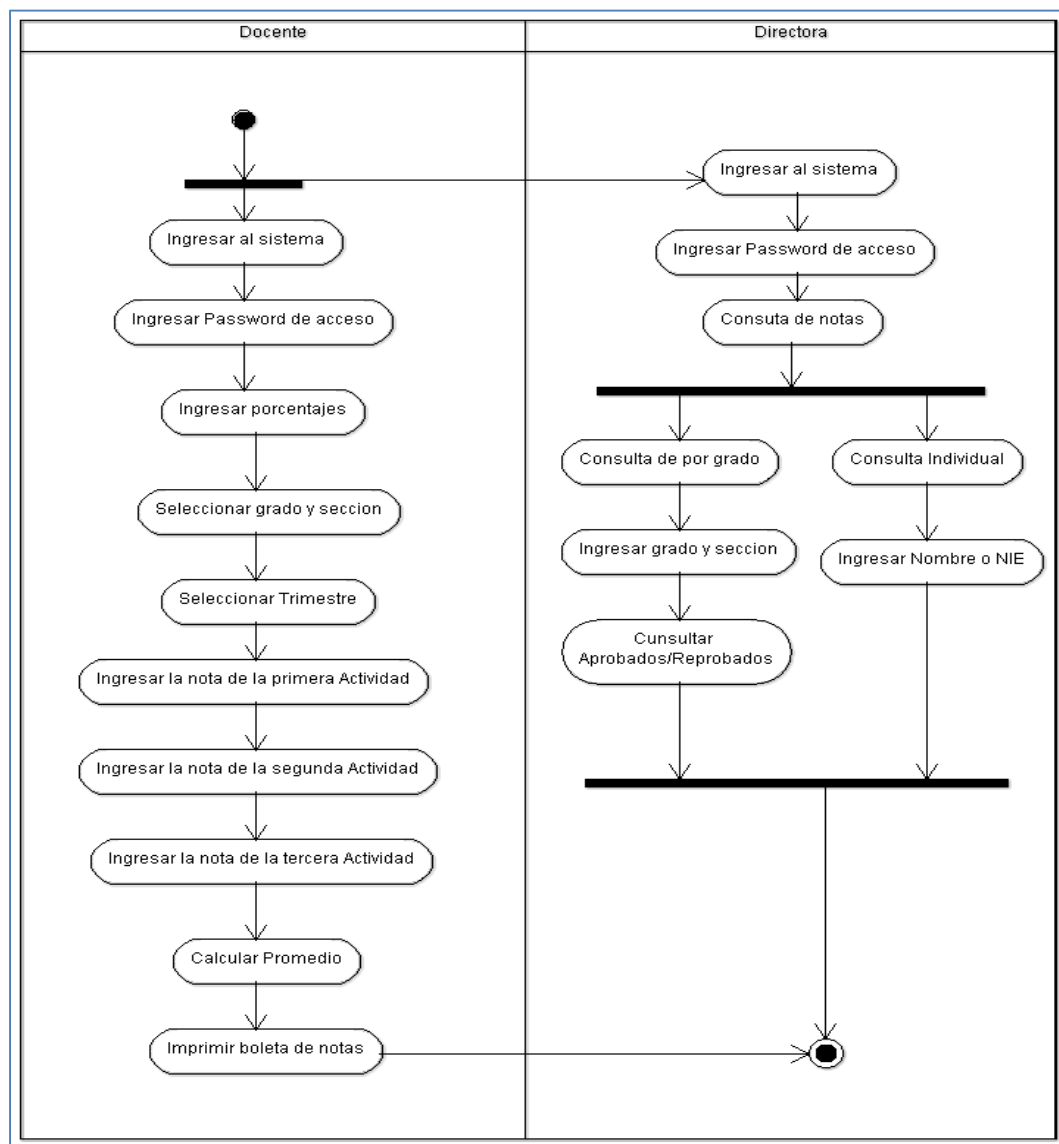 Docente
Directora
Ingresar al sistema
Ingresar Password de acceso
Ingresar porcentajes
Seleccionar grado y seccion
Seleccionar Trimestre
Ingresar la nota de la primera Actividad
Ingresar la nota de la segunda Actividad
Ingresar la nota de la tercera Actividad
Calcular Promedio
Imprimir boleta de notas
Ingresar al sistema
Ingresar Password de acceso
Consuta de notas
Consulta de por grado
Ingresar grado y seccion
Cunsultar
Aprobados/Reprobados
Consulta Individual
Ingresar Nombre o NIE